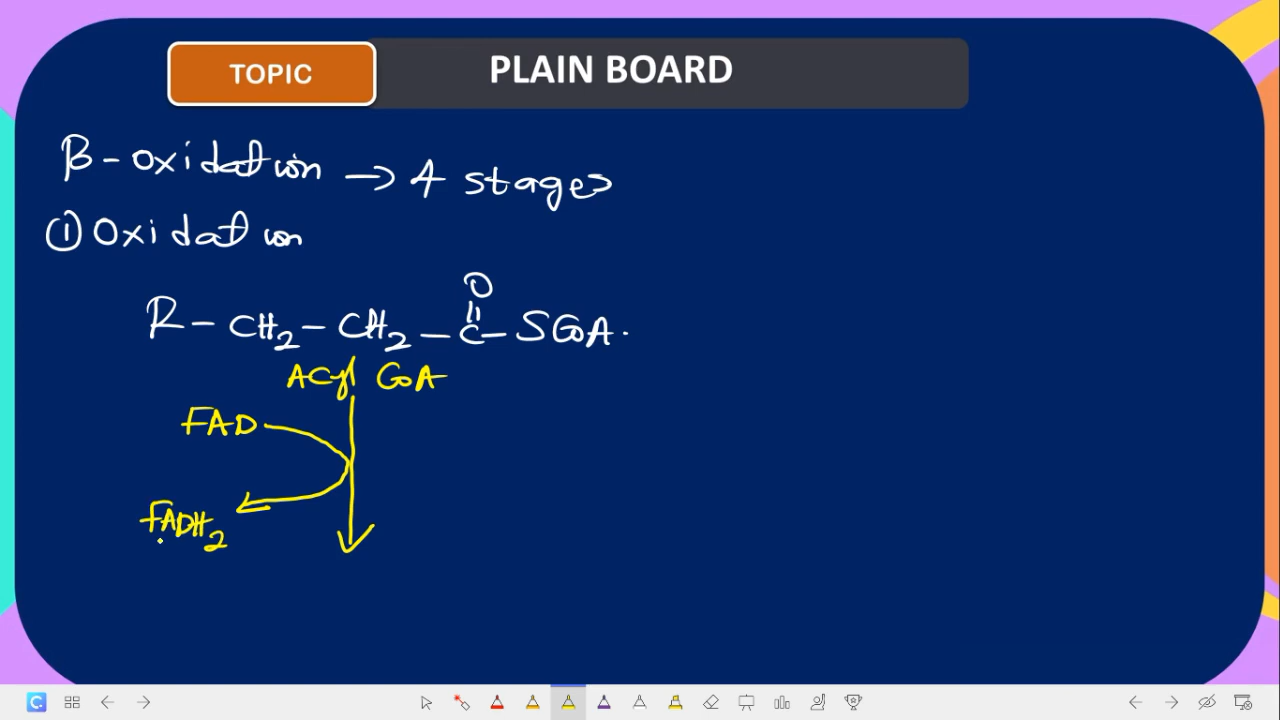 TOPIC PLAIN BOARD
β-oxidation → 4 stages
① Oxidation
O
R - CH₂ - CH₂ - C - SCoA.
Acyl CoA
FAD
FADH₂